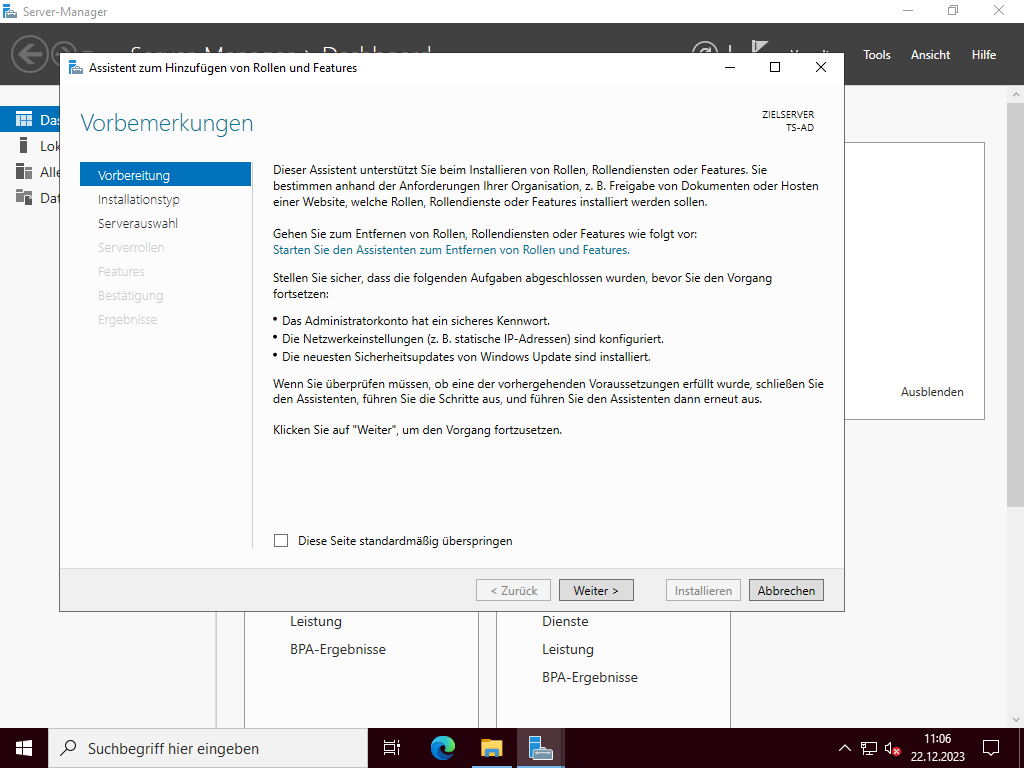 Server-Manager
Tools
Ansicht
Hilfe
Assistent zum Hinzufügen von Rollen und Features
Vorbemerkungen
ZIELSERVER
TS-AD
Vorbereitung
Installationstyp
Serverauswahl
Serverrollen
Features
Bestätigung
Ergebnisse
Dieser Assistent unterstützt Sie beim Installieren von Rollen, Rollendiensten oder Features. Sie
bestimmen anhand der Anforderungen Ihrer Organisation, z. B. Freigabe von Dokumenten oder Hosten
einer Website, welche Rollen, Rollendienste oder Features installiert werden sollen.
Gehen Sie zum Entfernen von Rollen, Rollendiensten oder Features wie folgt vor:
Starten Sie den Assistenten zum Entfernen von Rollen und Features.
Stellen Sie sicher, dass die folgenden Aufgaben abgeschlossen wurden, bevor Sie den Vorgang
fortsetzen:
• Das Administratorkonto hat ein sicheres Kennwort.
• Die Netzwerkeinstellungen (z. B. statische IP-Adressen) sind konfiguriert.
• Die neuesten Sicherheitsupdates von Windows Update sind installiert.
Wenn Sie überprüfen müssen, ob eine der vorhergehenden Voraussetzungen erfüllt wurde, schließen Sie
den Assistenten, führen Sie die Schritte aus, und führen Sie den Assistenten dann erneut aus.
Klicken Sie auf "Weiter", um den Vorgang fortzusetzen.
Diese Seite standardmäßig überspringen
< Zurück
Weiter >
Installieren
Abbrechen
Ausblenden
Leistung
BPA-Ergebnisse
Dienste
Leistung
BPA-Ergebnisse
Suchbegriff hier eingeben
11:06
22.12.2023